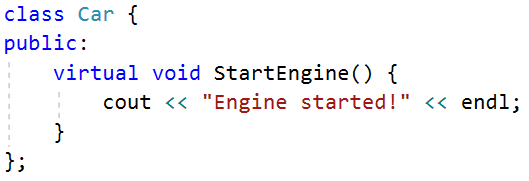 class Car {
public:
    virtual void StartEngine() {
        cout << "Engine started!" << endl;
    }
};